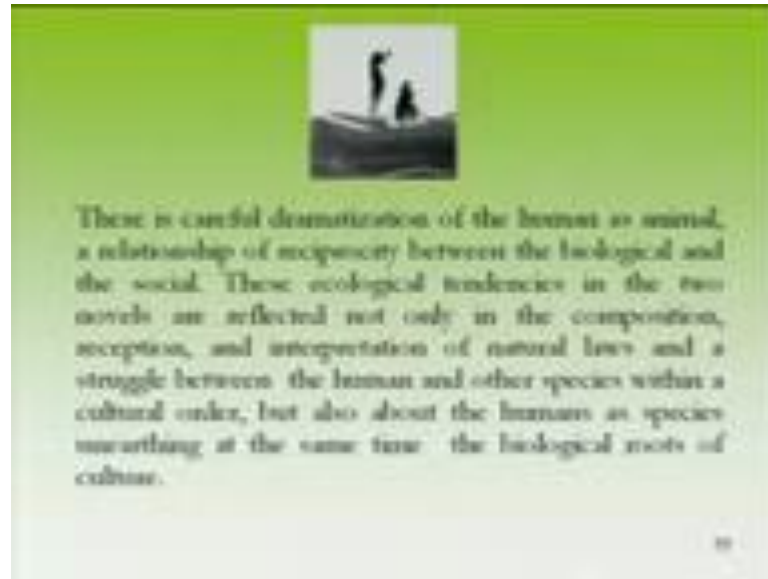 There is careful dramatization of the human as animal,
a relationship of reciprocity between the biological and
the social. These ecological tendencies in the two
novels are reflected not only in the composition,
reception, and interpretation of natural laws and a
struggle between the human and other species within a
cultural order, but also about the humans as species
unearthing at the same time the biological roots of
culture.